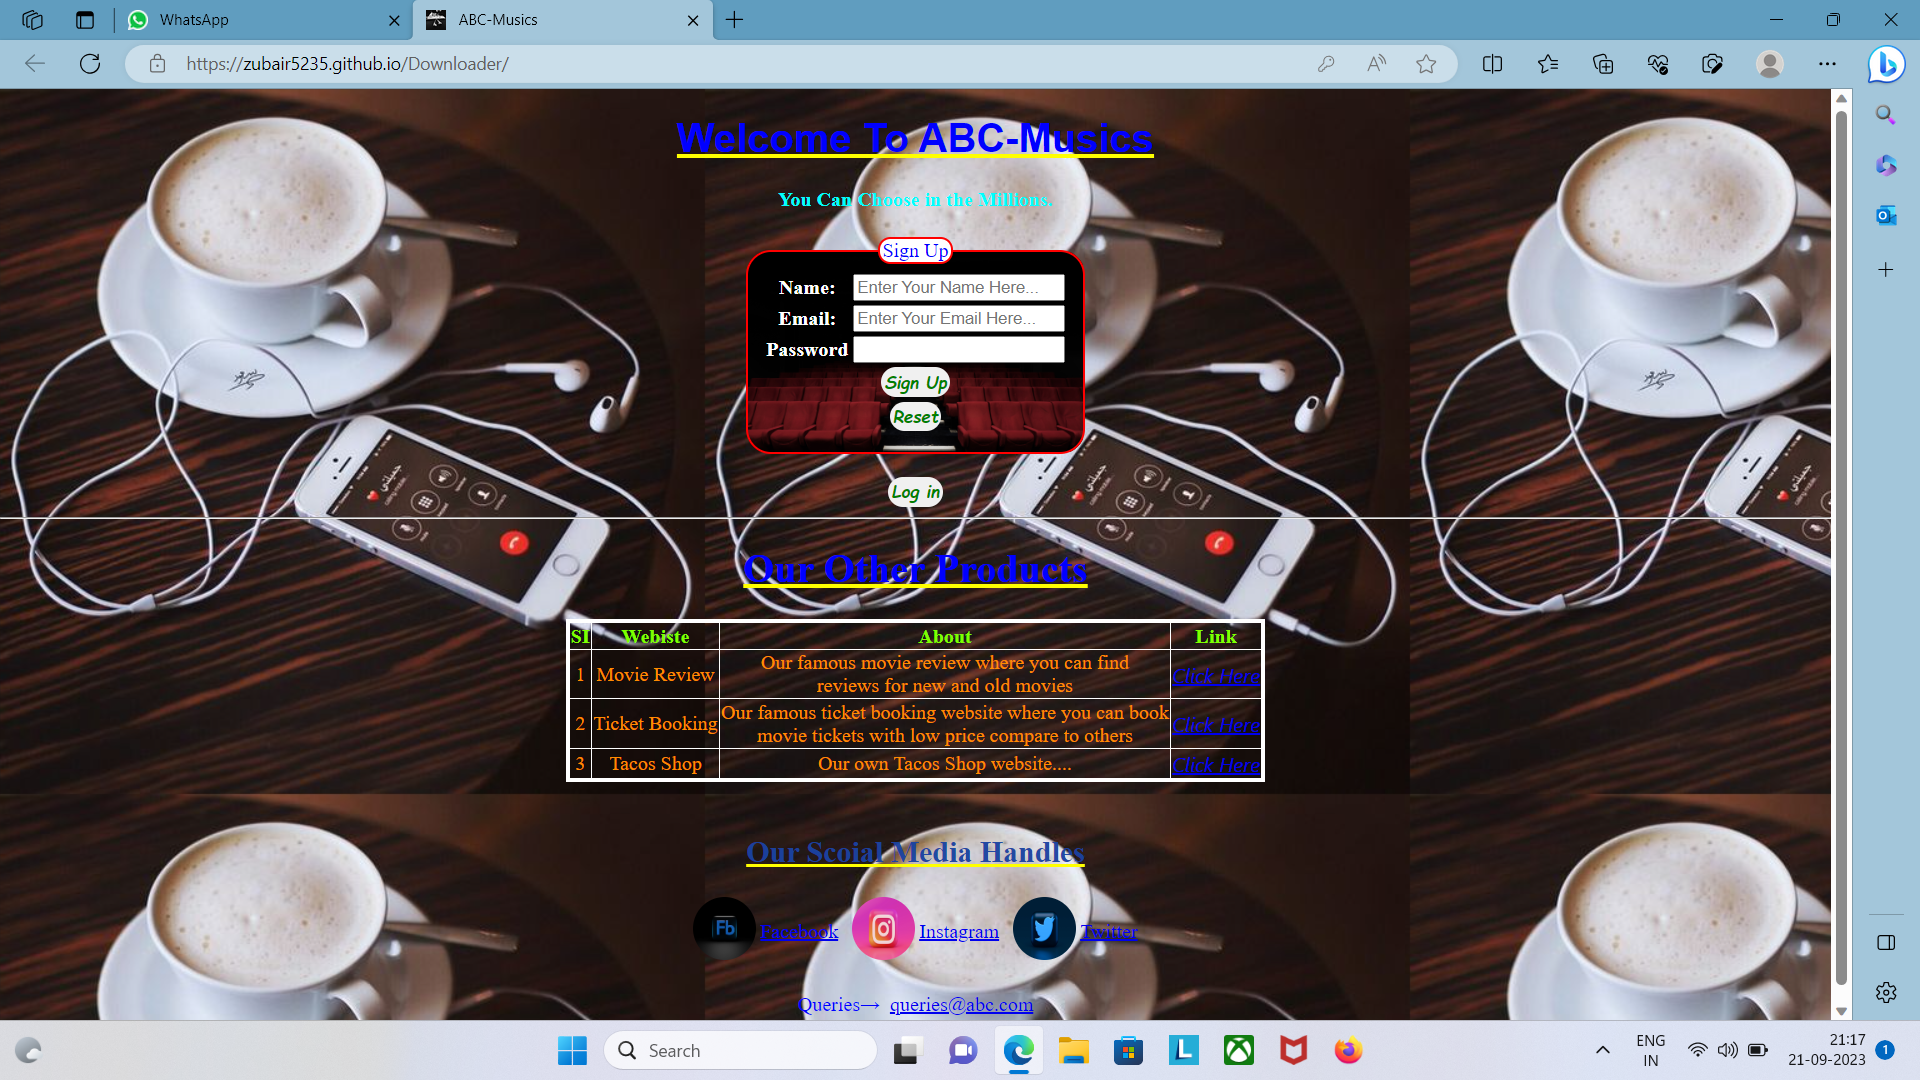 WhatsApp
ABC-Musics
https://zubair5235.github.io/Downloader/
Welcome To ABC-Musics
You Can Choose in the Millions.
Sign Up
Name: Enter Your Name Here...
Email: Enter Your Email Here...
Password
Sign Up
Reset
Log in
Our Other Products
SI Webiste About Link
1 Movie Review Our famous movie review where you can find
reviews for new and old movies Click Here
2 Ticket Booking Our famous ticket booking website where you can book
movie tickets with low price compare to others Click Here
3 Tacos Shop Our own Tacos Shop website.... Click Here
Our Scoial Media Handles
Fb Facebook Instagram Twitter
Queries→ queries@abc.com
Search
ENG
IN
21:17
21-09-2023
1